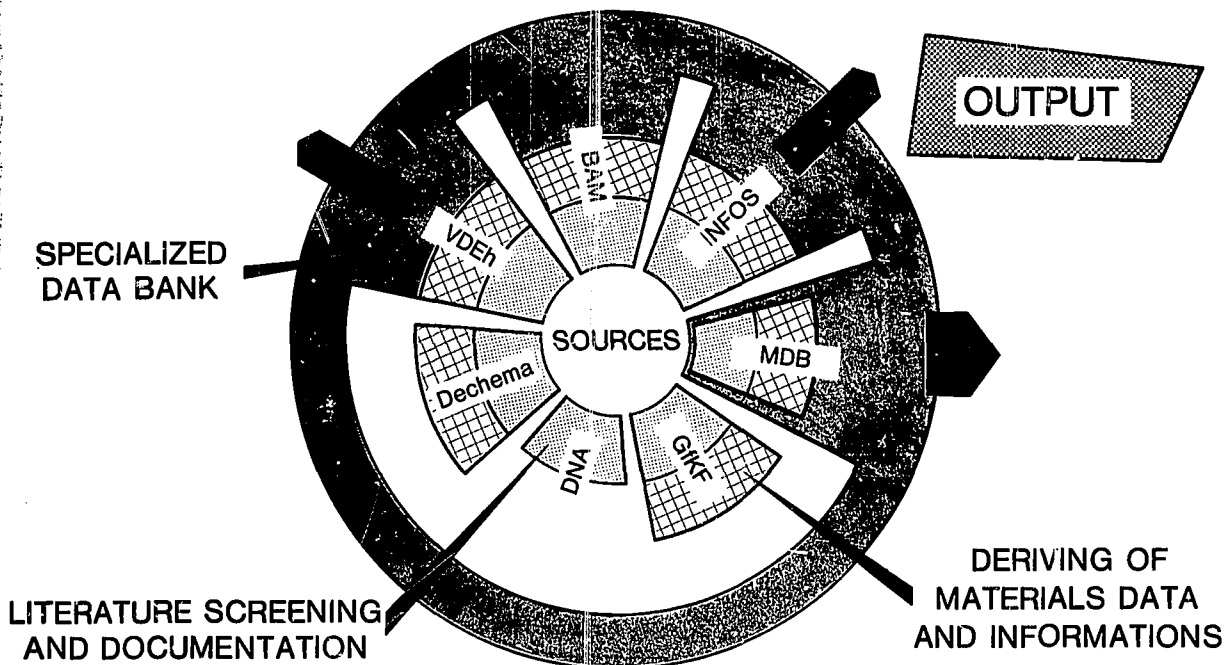 OUTPUT
BAM
INFOS
VDEh
SPECIALIZED
DATA BANK
SOURCES
MDB
Dechema
GfKF
DNA
LITERATURE SCREENING
AND DOCUMENTATION
DERIVING OF
MATERIALS DATA
AND INFORMATIONS